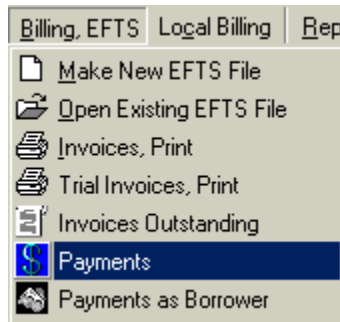 Billing, EFTS Local Billing Rep
Make New EFTS File
Open Existing EFTS File
Invoices, Print
Trial Invoices, Print
Invoices Outstanding
$ Payments
Payments as Borrower